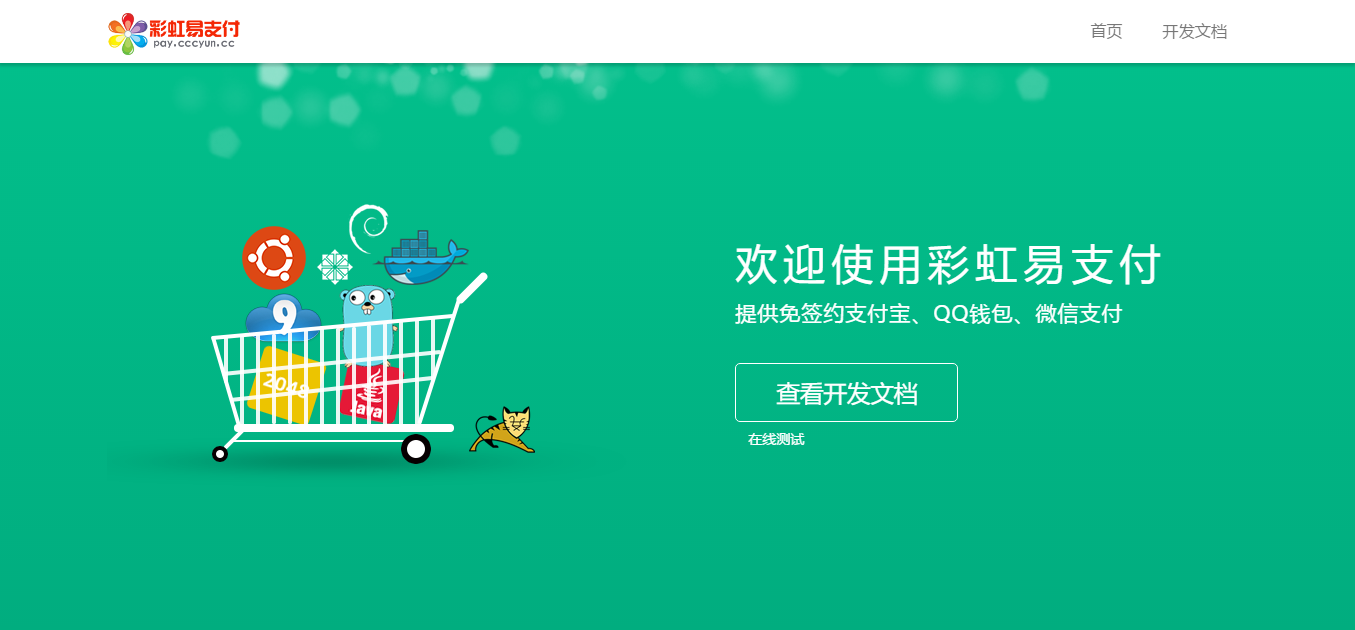 彩虹易支付
pay.cccyun.cc
首页
开发文档
欢迎使用彩虹易支付
提供免签约支付宝、QQ钱包、微信支付
9
2048
Java
查看开发文档
在线测试